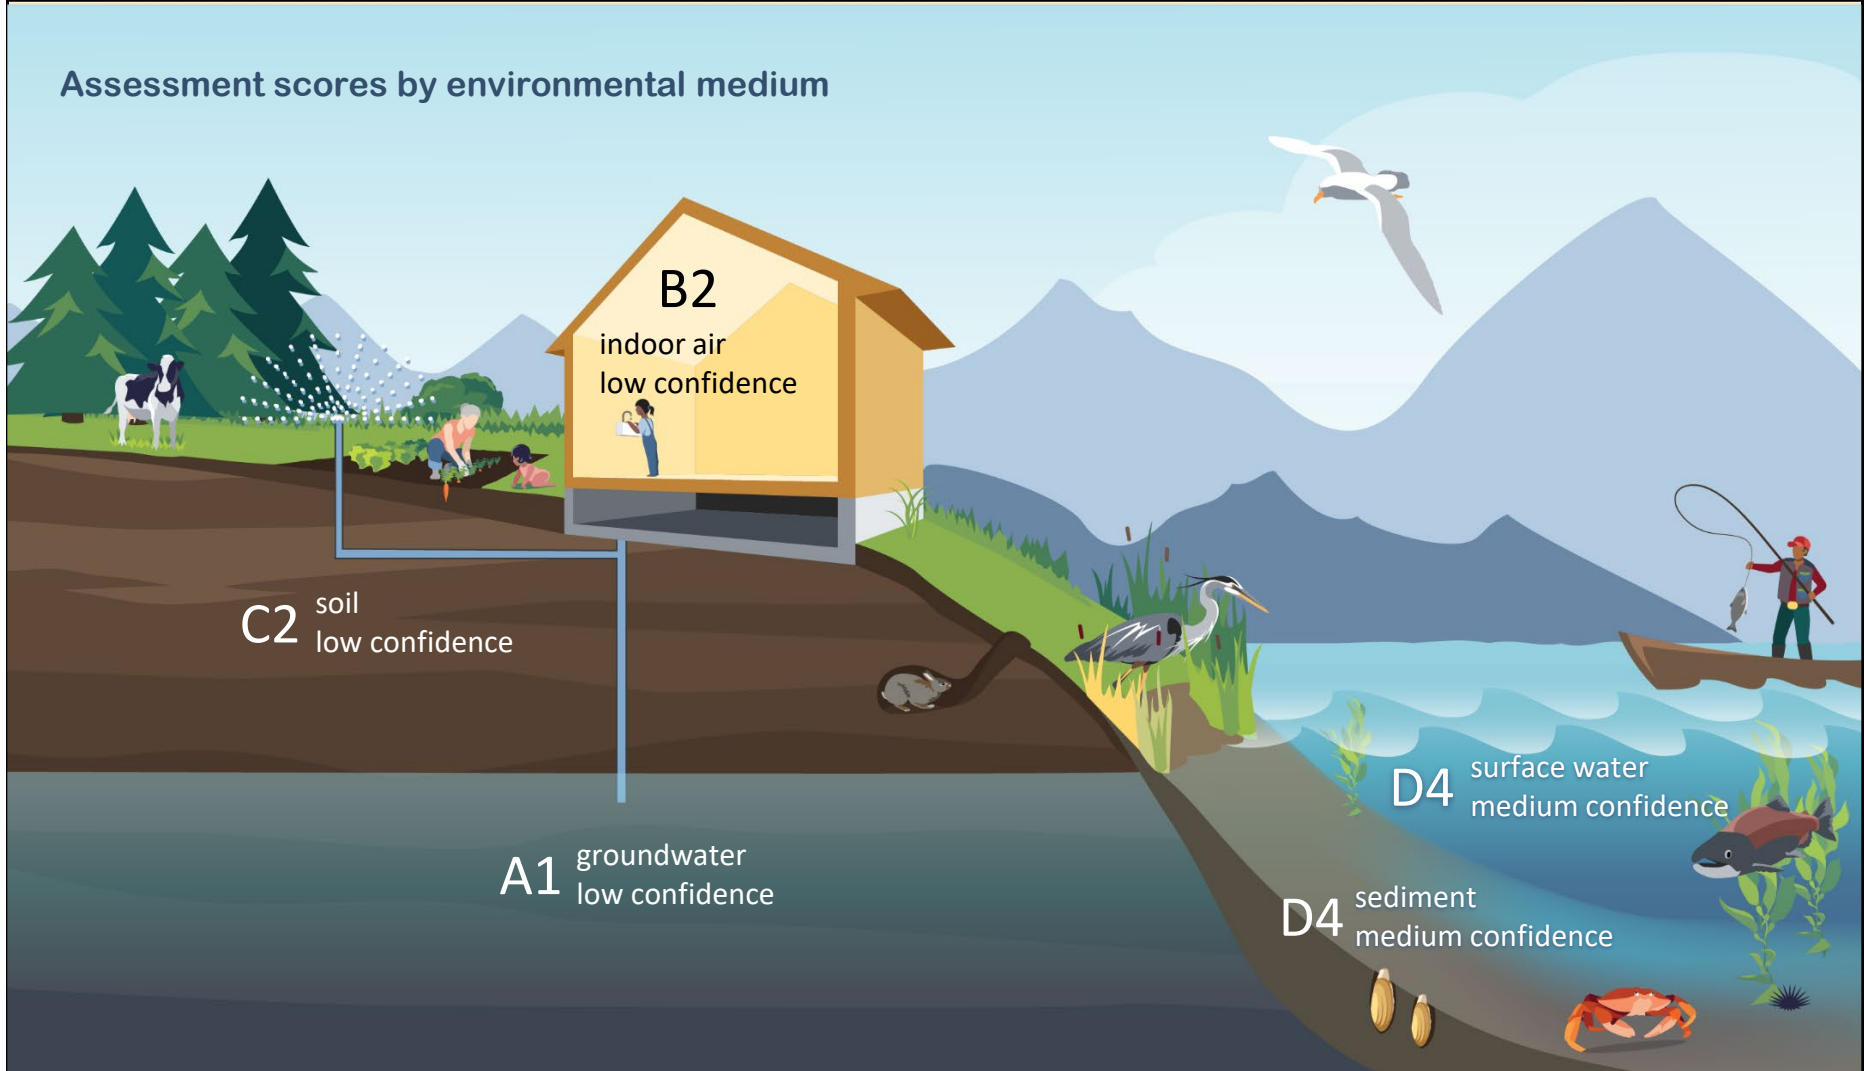 Assessment scores by environmental medium
B2
indoor air
low confidence
C2
soil
low confidence
A1
groundwater
low confidence
D4
surface water
medium confidence
D4
sediment
medium confidence